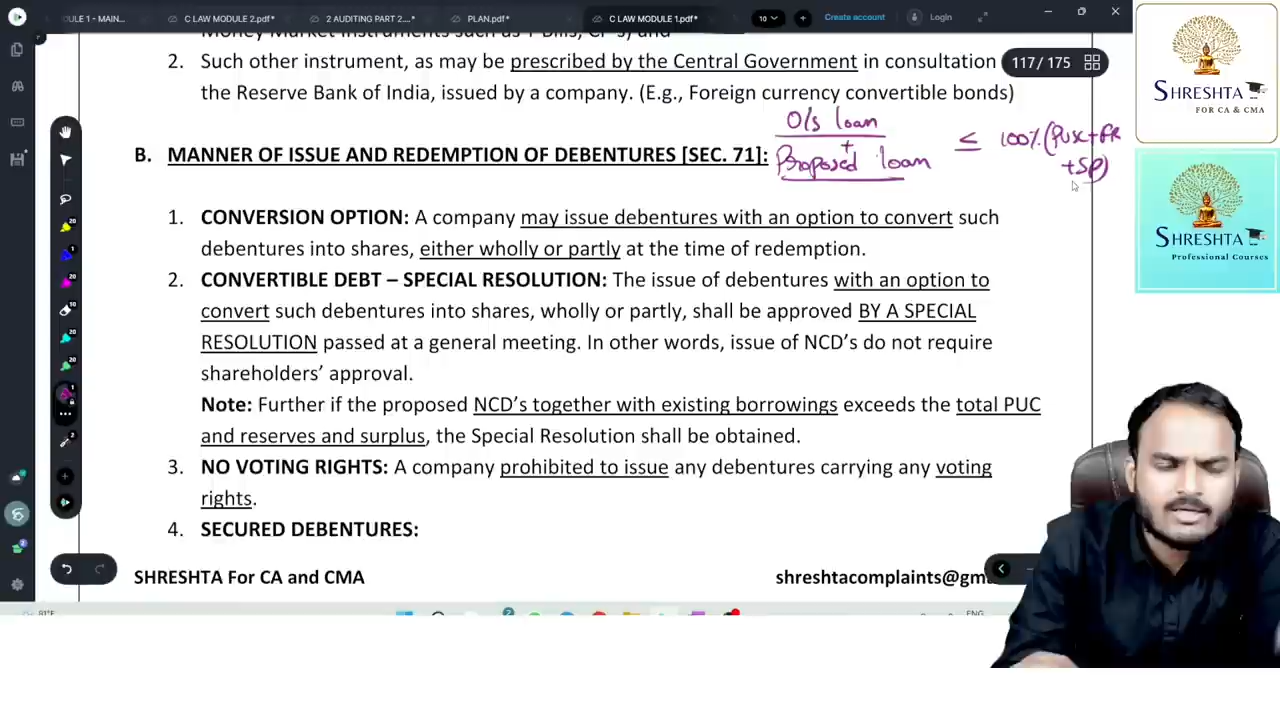 ULE 1 - MAIN...
C LAW MODULE 2.pdf*
2 AUDITING PART 2....*
PLAN.pdf*
C LAW MODULE 1.pdf*
10
Create account
Login
117 / 175
2. Such other instrument, as may be prescribed by the Central Government in consultation
the Reserve Bank of India, issued by a company. (E.g., Foreign currency convertible bonds)
O/s loan
+
Proposed loan
≤ 100% (PUSC+FR
+SP)
B. MANNER OF ISSUE AND REDEMPTION OF DEBENTURES [SEC. 71]:
1. CONVERSION OPTION: A company may issue debentures with an option to convert such
debentures into shares, either wholly or partly at the time of redemption.
2. CONVERTIBLE DEBT – SPECIAL RESOLUTION: The issue of debentures with an option to
convert such debentures into shares, wholly or partly, shall be approved BY A SPECIAL
RESOLUTION passed at a general meeting. In other words, issue of NCD's do not require
shareholders' approval.
Note: Further if the proposed NCD's together with existing borrowings exceeds the total PUC
and reserves and surplus, the Special Resolution shall be obtained.
3. NO VOTING RIGHTS: A company prohibited to issue any debentures carrying any voting
rights.
4. SECURED DEBENTURES:
SHRESHTA For CA and CMA
shreshtacomplaints@gma
ENG
SHRESHTA
FOR CA & CMA
SHRESHTA
Professional Courses